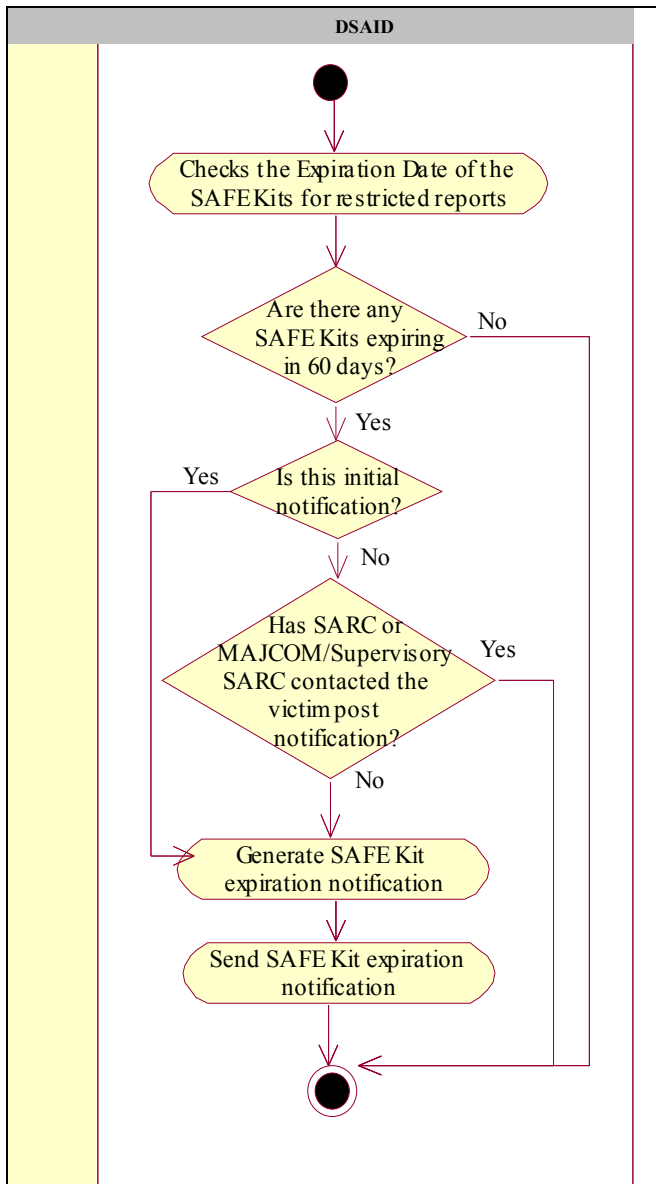 DSAID
Checks the Expiration Date of the
SAFE Kits for restricted reports
Are there any
SAFE Kits expiring
in 60 days?
No
Yes
Yes
Is this initial
notification?
No
Has SARC or
MAJCOM/Supervisory
SARC contacted the
victim post
notification?
Yes
No
Generate SAFE Kit
expiration notification
Send SAFE Kit expiration
notification